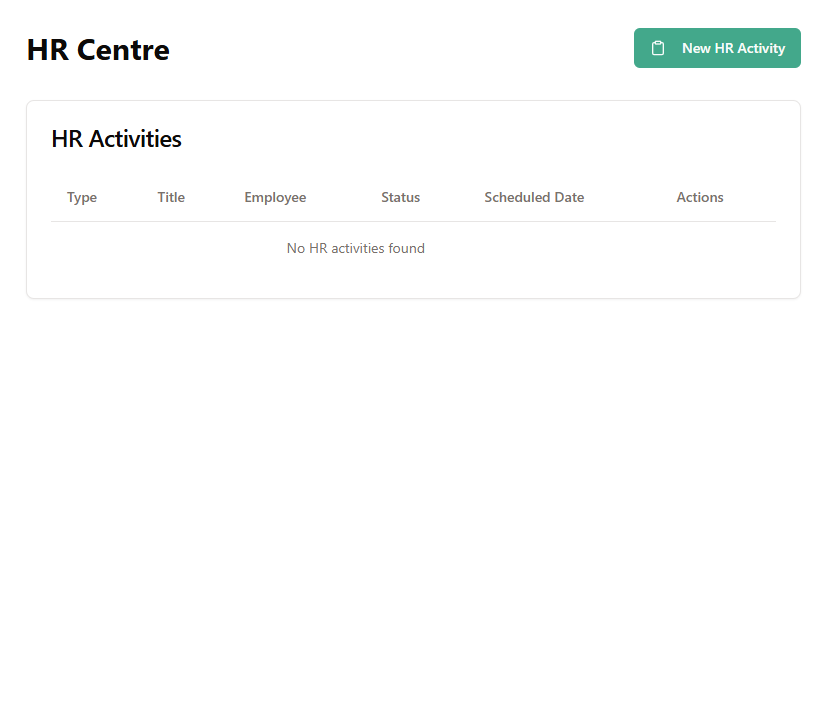 HR Centre
New HR Activity
HR Activities
Type Title Employee Status Scheduled Date Actions
No HR activities found